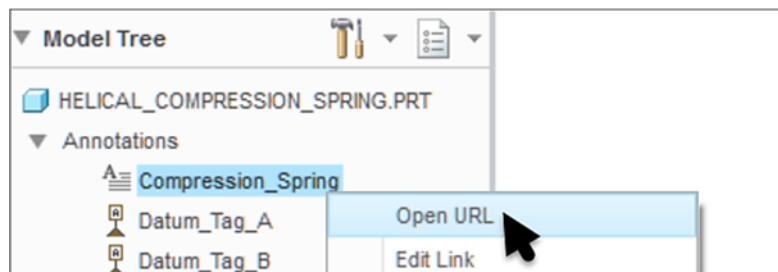 Model Tree
HELICAL_COMPRESSION_SPRING.PRT
Annotations
A Compression_Spring
Open URL
A Datum_Tag_A
A Datum_Tag_B
Edit Link